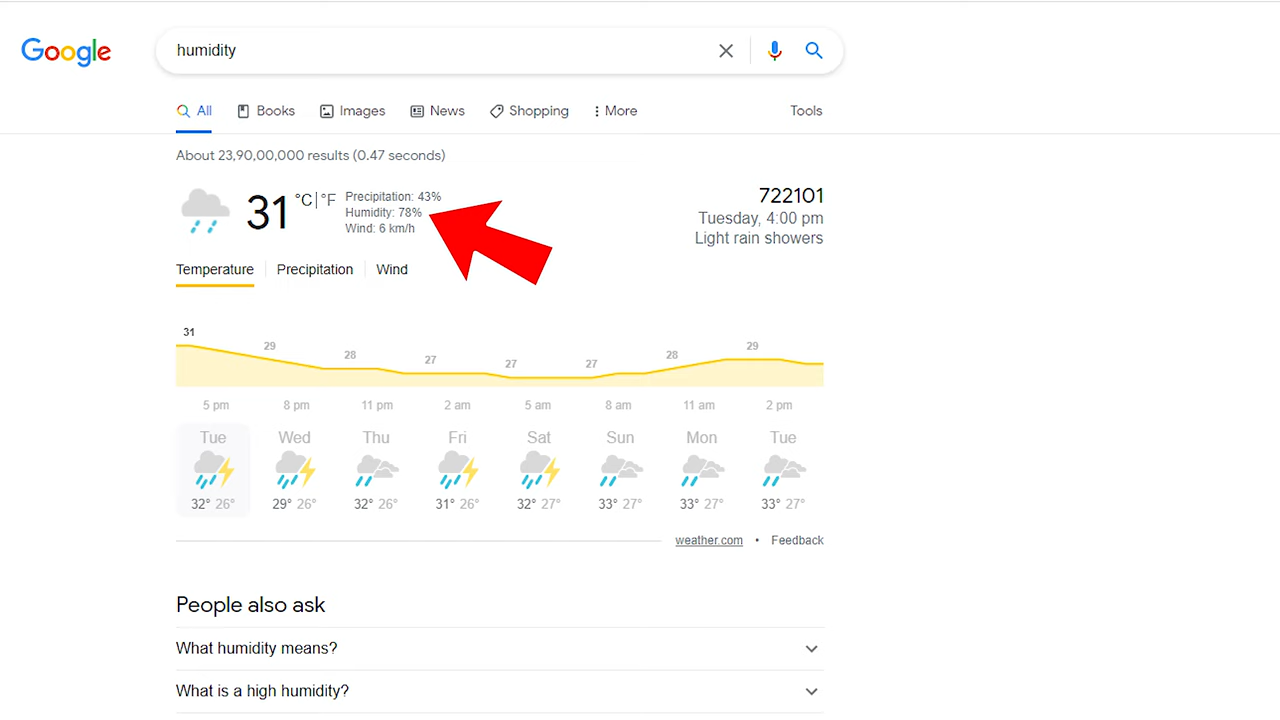 Google
humidity
All Books Images News Shopping More Tools
About 23,90,00,000 results (0.47 seconds)
31 °C|°F
Precipitation: 43%
Humidity: 78%
Wind: 6 km/h
722101
Tuesday, 4:00 pm
Light rain showers
Temperature Precipitation Wind
31 29 28 27 27 27 28 29
5 pm 8 pm 11 pm 2 am 5 am 8 am 11 am 2 pm
Tue Wed Thu Fri Sat Sun Mon Tue
32° 26° 29° 26° 32° 26° 31° 26° 32° 27° 33° 27° 33° 27° 33° 27°
weather.com • Feedback
People also ask
What humidity means?
What is a high humidity?